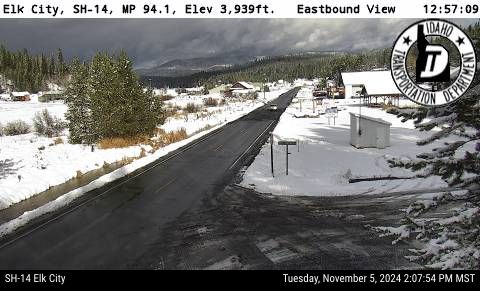 Elk City, SH-14, MP 94.1, Elev 3,939ft. Eastbound View 12:57:09
IDAHO
TRANSPORTATION DEPARTMENT
SH-14 Elk City Tuesday, November 5, 2024 2:07:54 PM MST